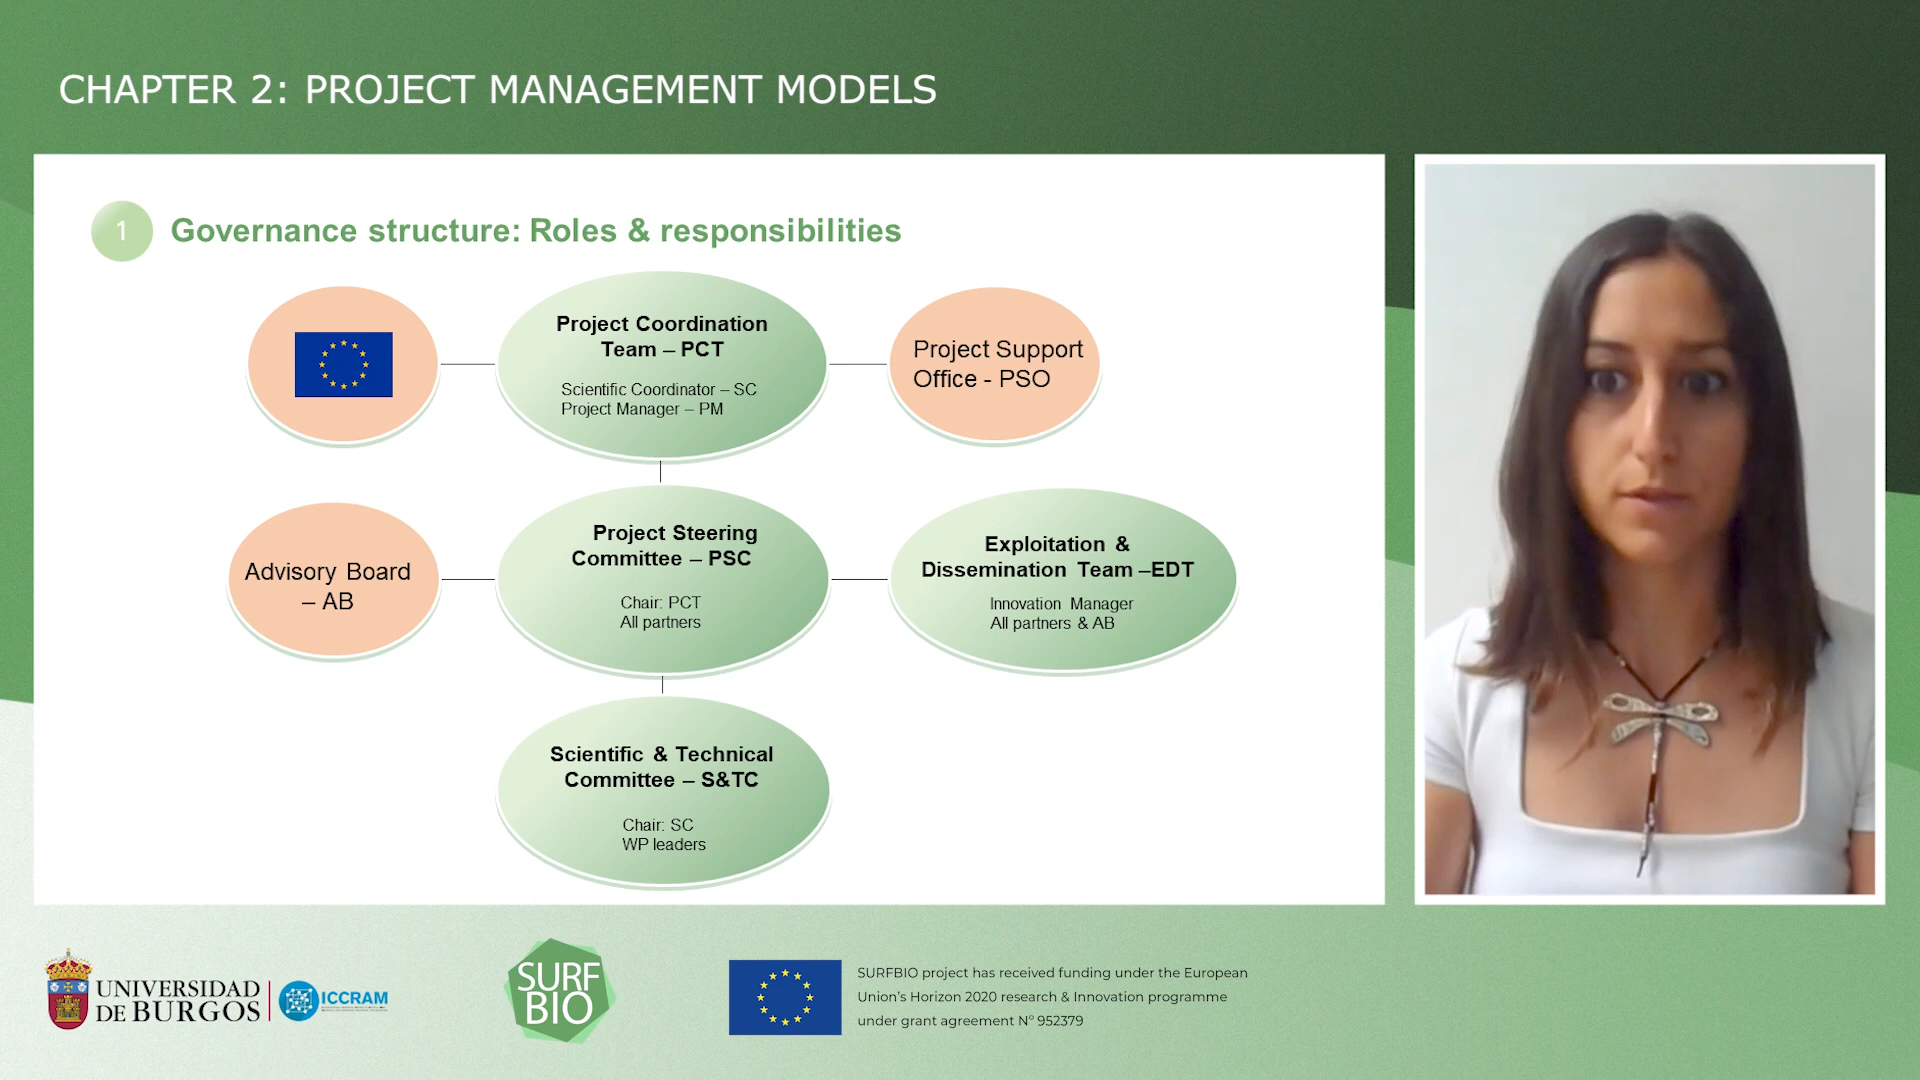 CHAPTER 2: PROJECT MANAGEMENT MODELS
1
Governance structure: Roles & responsibilities
Project Coordination
Team – PCT
Scientific Coordinator – SC
Project Manager – PM
Project Support
Office - PSO
Advisory Board
– AB
Project Steering
Committee – PSC
Chair: PCT
All partners
Exploitation &
Dissemination Team –EDT
Innovation Manager
All partners & AB
Scientific & Technical
Committee – S&TC
Chair: SC
WP leaders
UNIVERSIDAD
DE BURGOS
ICCRAM
SURF
BIO
SURFBIO project has received funding under the European
Union's Horizon 2020 research & Innovation programme
under grant agreement Nº 952379